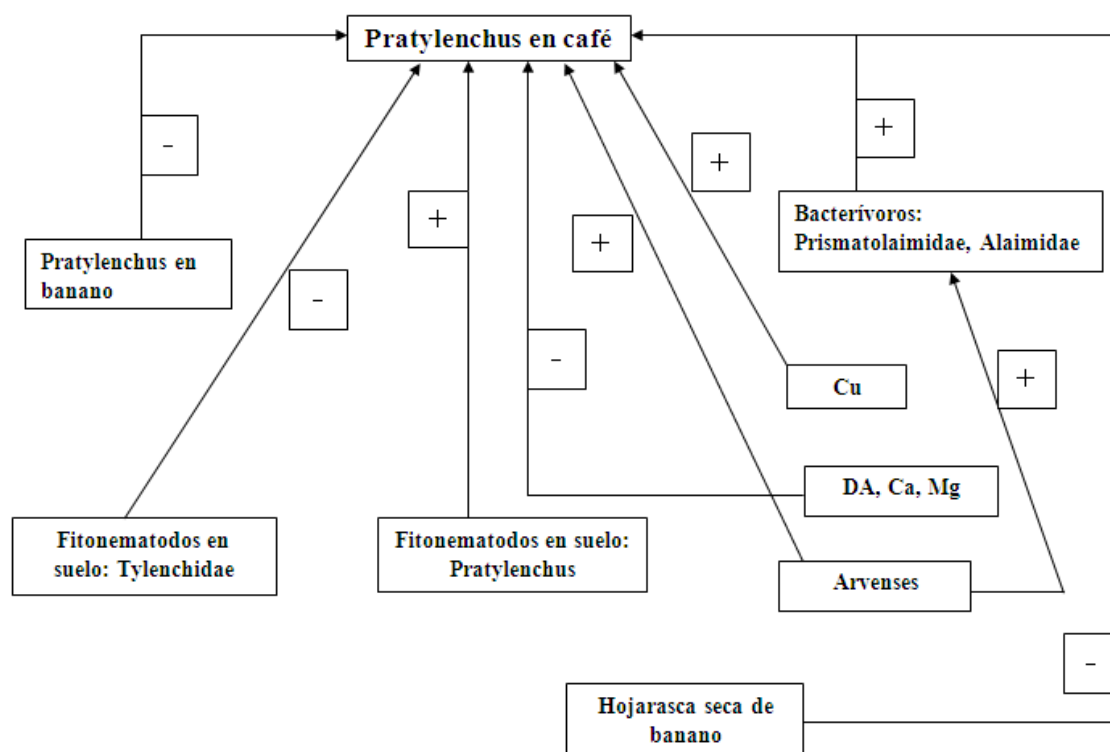 Pratylenchus en café
-
+
+
Bacterívoros:
Prismatolaimidae, Alaimidae
+
+
Pratylenchus en
banano
-
-
+
Cu
DA, Ca, Mg
Fitonematodos en
suelo: Tylenchidae
Fitonematodos en suelo:
Pratylenchus
Arvenses
-
Hojarasca seca de
banano